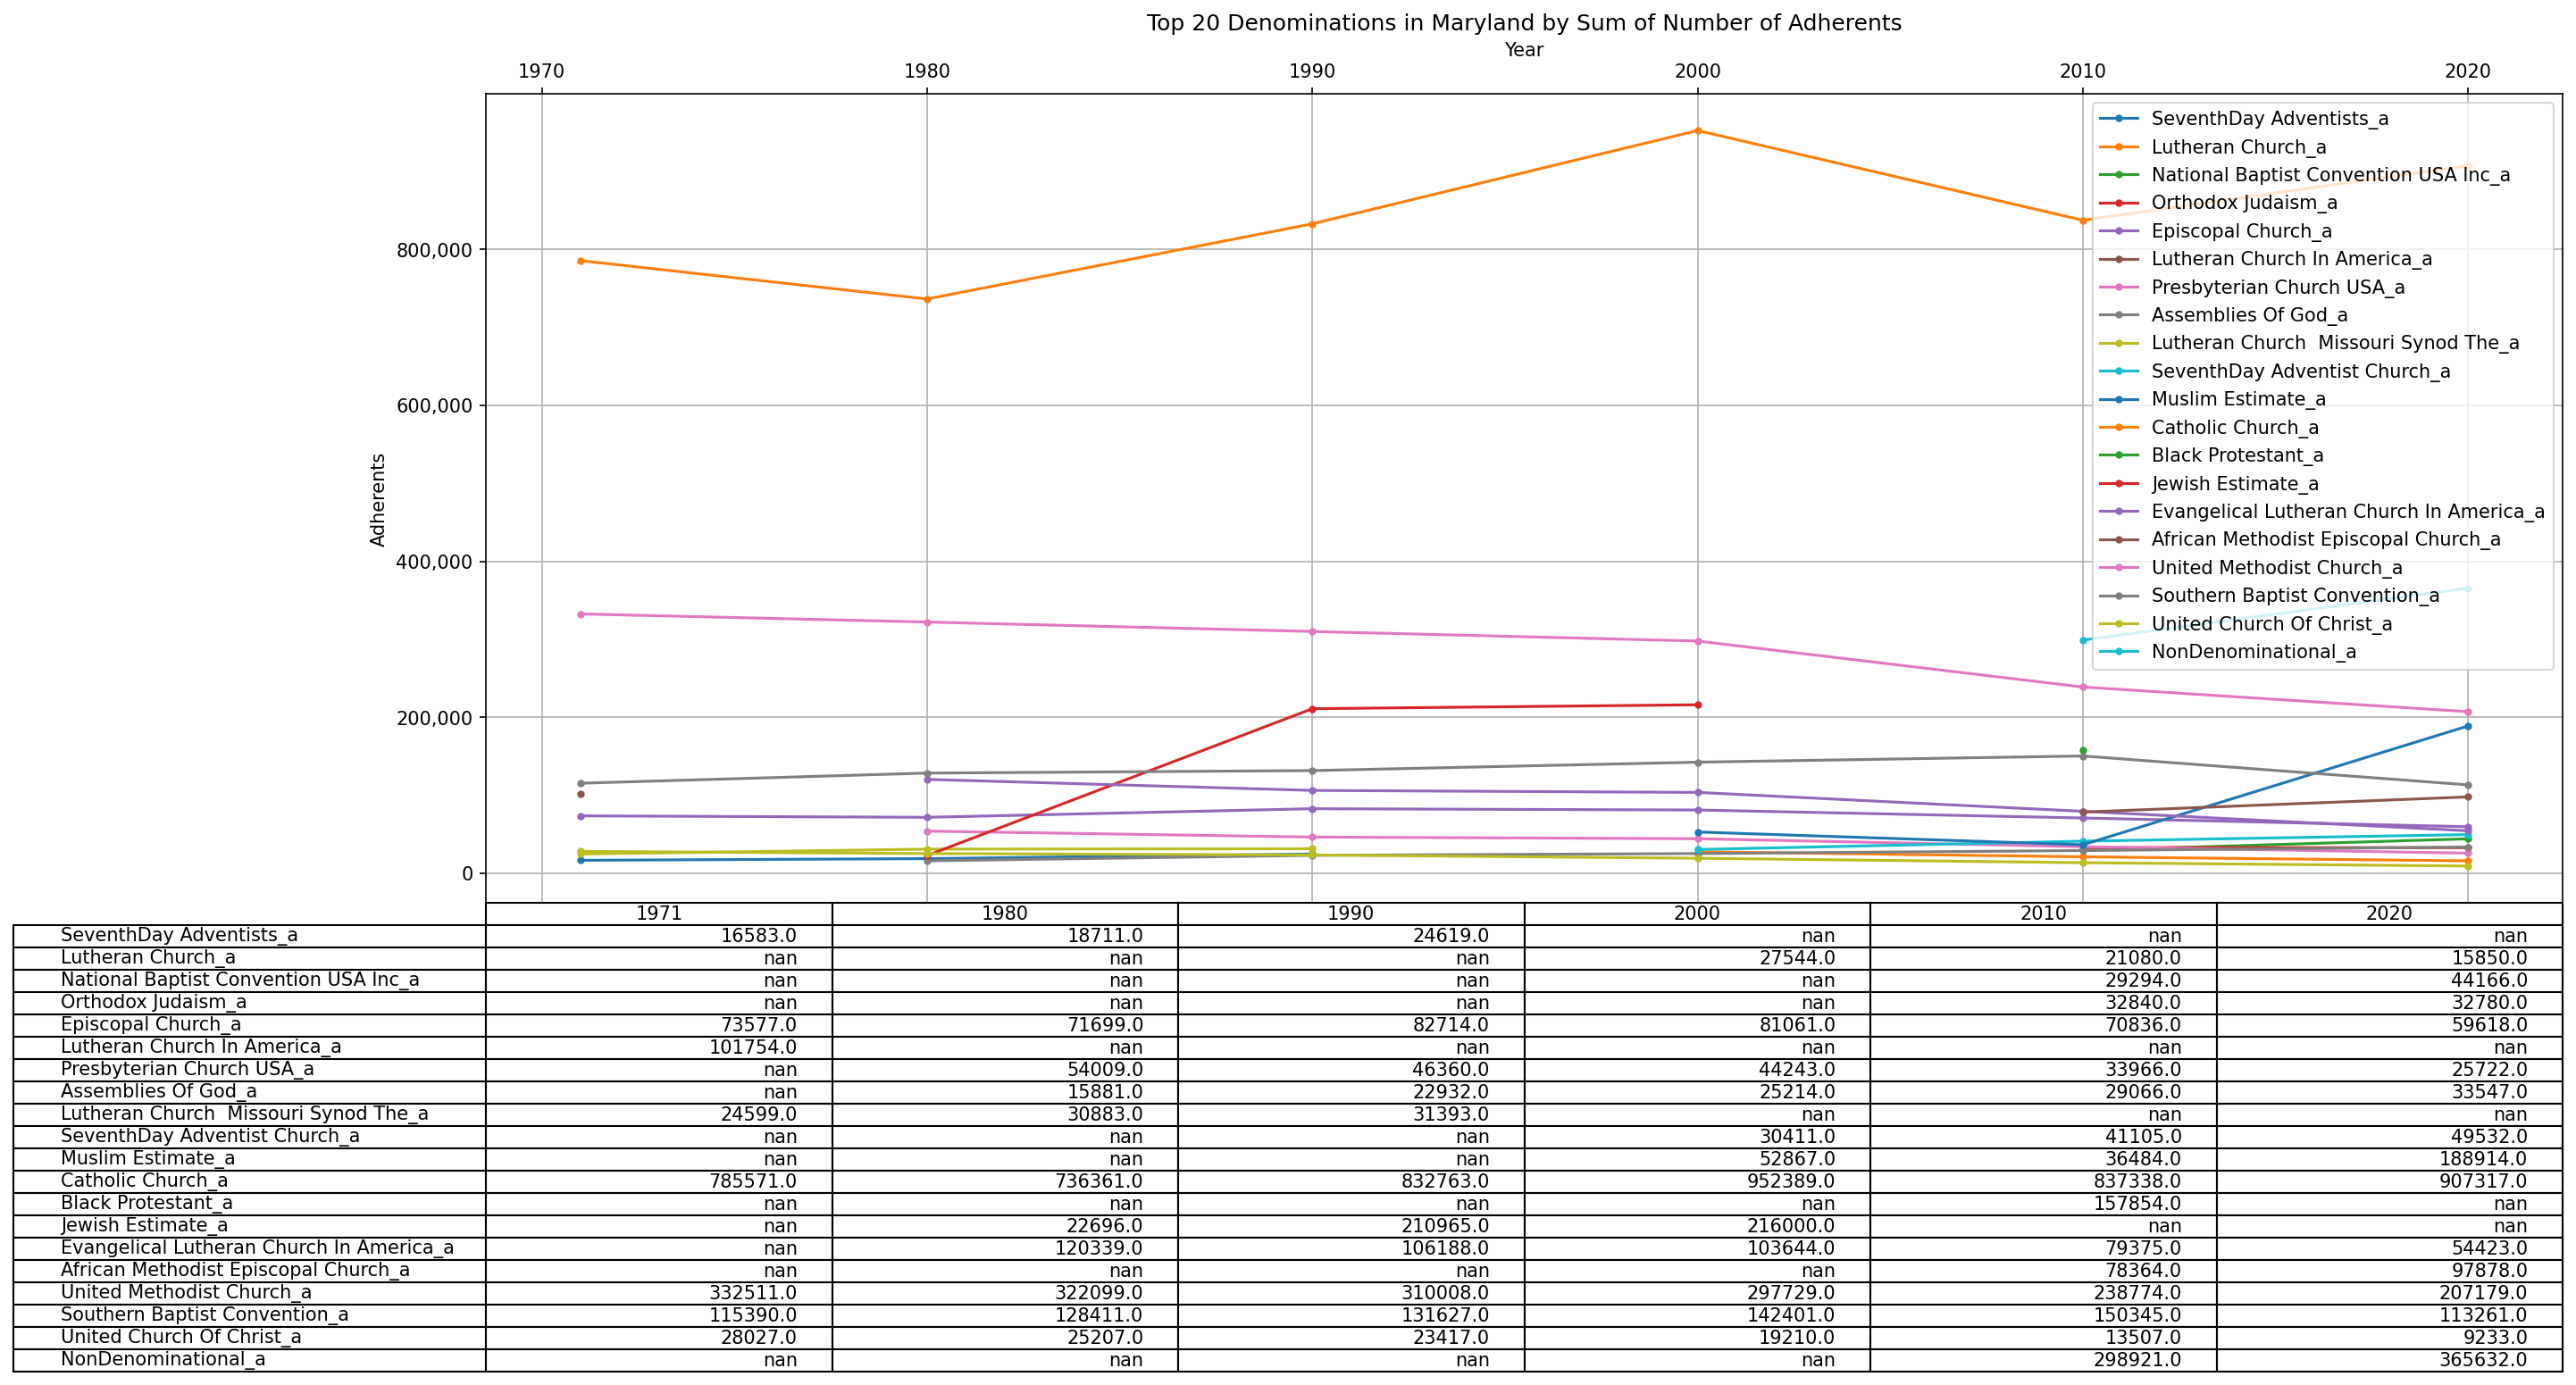 Top 20 Denominations in Maryland by Sum of Number of Adherents
Year
1970 1980 1990 2000 2010 2020
SeventhDay Adventists_a
Lutheran Church_a
National Baptist Convention USA Inc_a
Orthodox Judaism_a
Episcopal Church_a
Lutheran Church In America_a
Presbyterian Church USA_a
Assemblies Of God_a
Lutheran Church  Missouri Synod The_a
SeventhDay Adventist Church_a
Muslim Estimate_a
Catholic Church_a
Black Protestant_a
Jewish Estimate_a
Evangelical Lutheran Church In America_a
African Methodist Episcopal Church_a
United Methodist Church_a
Southern Baptist Convention_a
United Church Of Christ_a
NonDenominational_a
800,000
600,000
400,000
200,000
0
Adherents
1971 1980 1990 2000 2010 2020
SeventhDay Adventists_a 16583.0 18711.0 24619.0 nan nan nan
Lutheran Church_a nan nan nan 27544.0 21080.0 15850.0
National Baptist Convention USA Inc_a nan nan nan nan 29294.0 44166.0
Orthodox Judaism_a nan nan nan nan 32840.0 32780.0
Episcopal Church_a 73577.0 71699.0 82714.0 81061.0 70836.0 59618.0
Lutheran Church In America_a 101754.0 nan nan nan nan nan
Presbyterian Church USA_a nan 54009.0 46360.0 44243.0 33966.0 25722.0
Assemblies Of God_a nan 15881.0 22932.0 25214.0 29066.0 33547.0
Lutheran Church  Missouri Synod The_a 24599.0 30883.0 31393.0 nan nan nan
SeventhDay Adventist Church_a nan nan nan 30411.0 41105.0 49532.0
Muslim Estimate_a nan nan nan 52867.0 36484.0 188914.0
Catholic Church_a 785571.0 736361.0 832763.0 952389.0 837338.0 907317.0
Black Protestant_a nan nan nan nan 157854.0 nan
Jewish Estimate_a nan 22696.0 210965.0 216000.0 nan nan
Evangelical Lutheran Church In America_a nan 120339.0 106188.0 103644.0 79375.0 54423.0
African Methodist Episcopal Church_a nan nan nan nan 78364.0 97878.0
United Methodist Church_a 332511.0 322099.0 310008.0 297729.0 238774.0 207179.0
Southern Baptist Convention_a 115390.0 128411.0 131627.0 142401.0 150345.0 113261.0
United Church Of Christ_a 28027.0 25207.0 23417.0 19210.0 13507.0 9233.0
NonDenominational_a nan nan nan nan 298921.0 365632.0